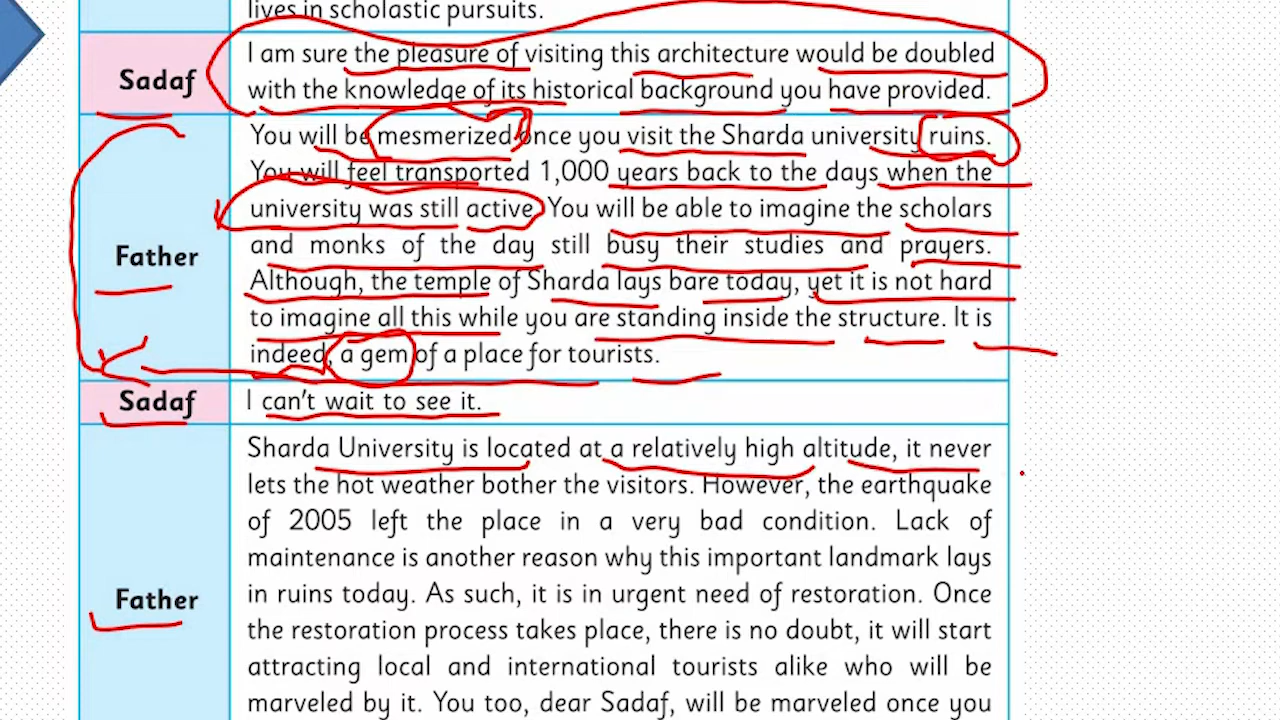 lives in scholastic pursuits.
Sadaf
I am sure the pleasure of visiting this architecture would be doubled
with the knowledge of its historical background you have provided.
Father
You will be mesmerized once you visit the Sharda university ruins.
You will feel transported 1,000 years back to the days when the
university was still active. You will be able to imagine the scholars
and monks of the day still busy their studies and prayers.
Although, the temple of Sharda lays bare today, yet it is not hard
to imagine all this while you are standing inside the structure. It is
indeed, a gem of a place for tourists.
Sadaf
I can't wait to see it.
Father
Sharda University is located at a relatively high altitude, it never
lets the hot weather bother the visitors. However, the earthquake
of 2005 left the place in a very bad condition. Lack of
maintenance is another reason why this important landmark lays
in ruins today. As such, it is in urgent need of restoration. Once
the restoration process takes place, there is no doubt, it will start
attracting local and international tourists alike who will be
marveled by it. You too, dear Sadaf, will be marveled once you